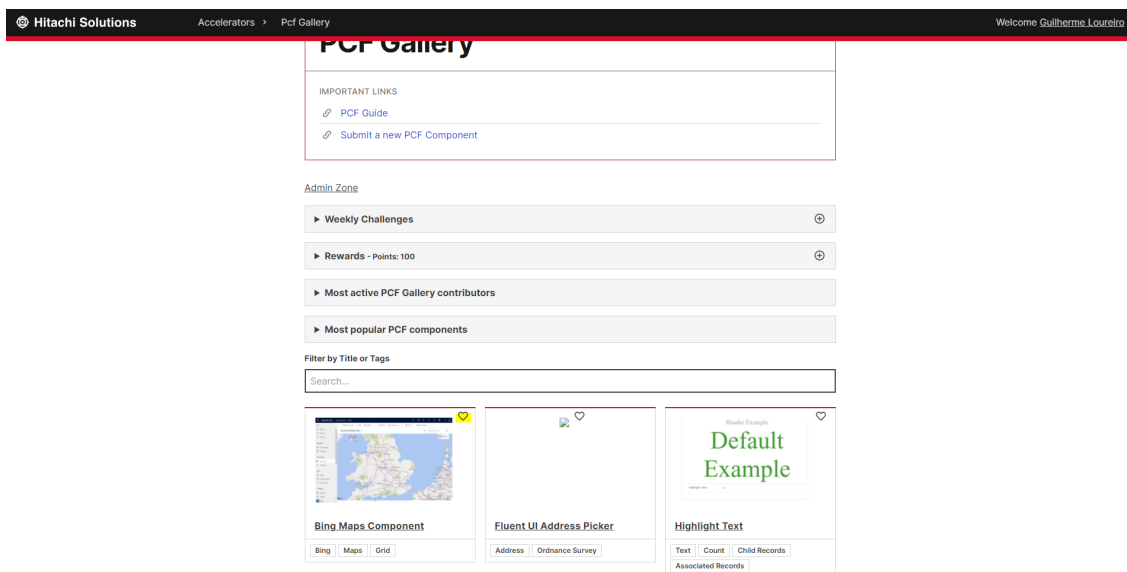 Hitachi Solutions Accelerators > Pcf Gallery Welcome Guilherme Loureiro
PCF Gallery
IMPORTANT LINKS
PCF Guide
Submit a new PCF Component
Admin Zone
Weekly Challenges
Rewards - Points: 100
Most active PCF Gallery contributors
Most popular PCF components
Filter by Title or Tags
Search...
Header Example
Default
Example
Bing Maps Component
Bing Maps Grid
Fluent UI Address Picker
Address Ordnance Survey
Highlight Text
Text Count Child Records
Associated Records